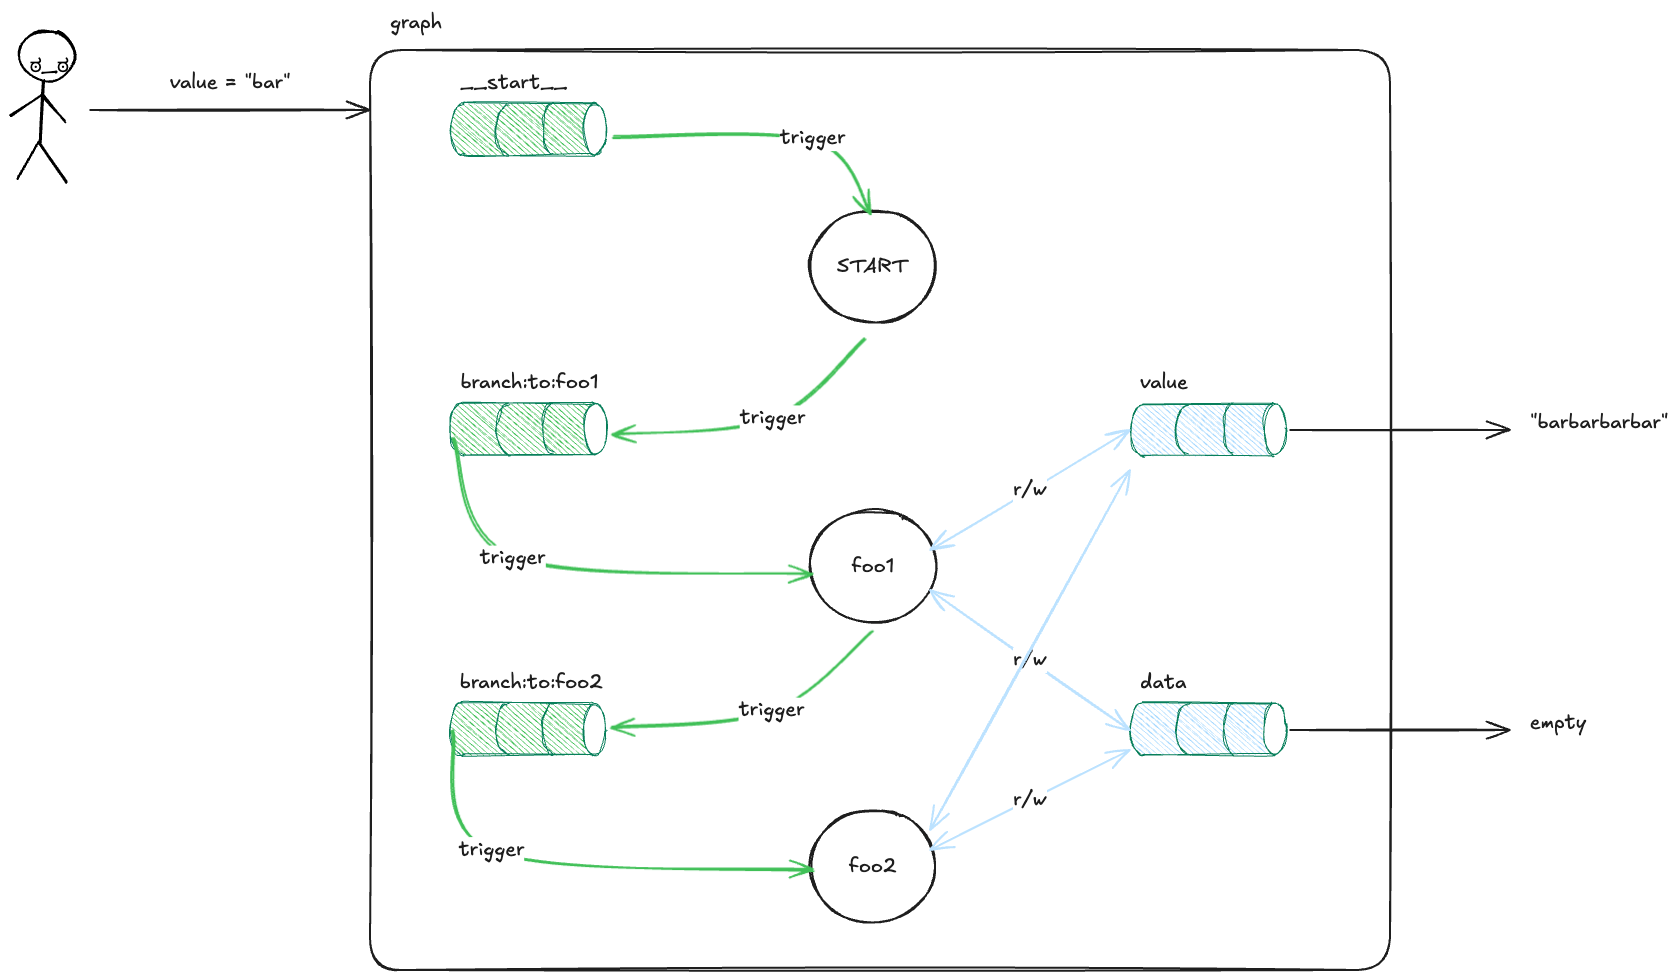 graph
value = "bar"
__start__
trigger
START
branch:to:foo1
trigger
value
"barbarbarbar"
r/w
trigger
foo1
r/w
branch:to:foo2
trigger
data
empty
r/w
trigger
foo2